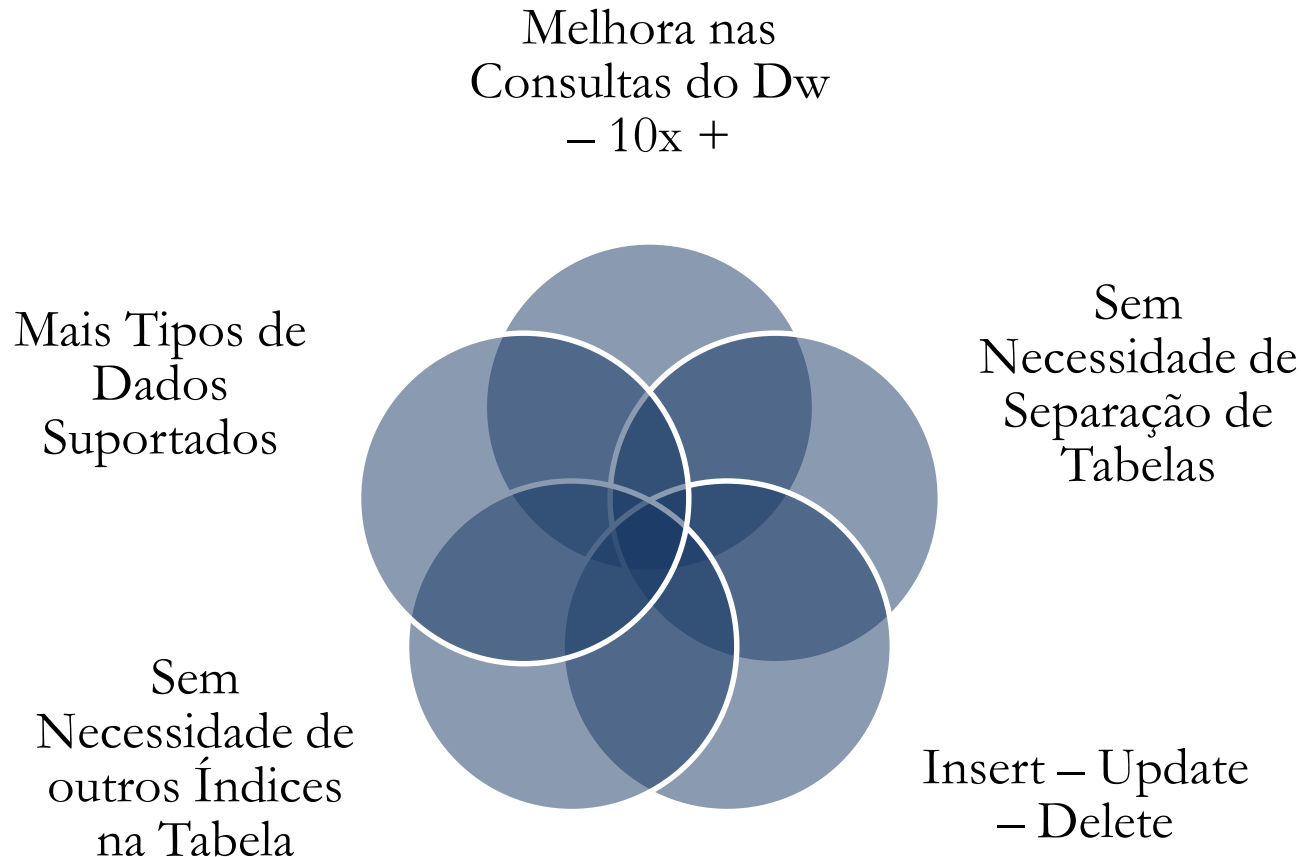 Melhora nas
Consultas do Dw
– 10x +
Sem
Necessidade de
Separação de
Tabelas
Insert – Update
– Delete
Sem
Necessidade de
outros Índices
na Tabela
Mais Tipos de
Dados
Suportados